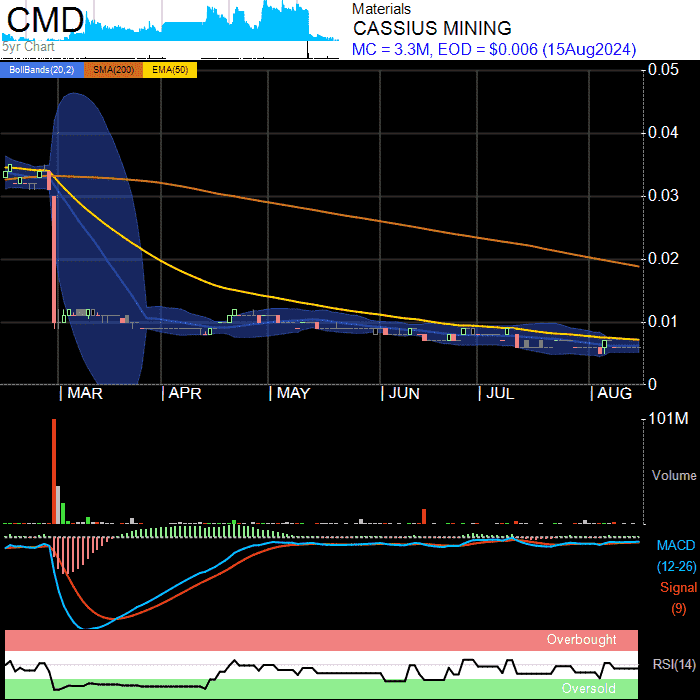 CMD
5yr Chart
Materials
CASSIUS MINING
MC = 3.3M, EOD = $0.006 (15Aug2024)
BollBands(20,2) SMA(200) EMA(50)
0.05
0.04
0.03
0.02
0.01
0
MAR APR MAY JUN JUL AUG
101M
Volume
MACD
(12-26)
Signal
(9)
Overbought
RSI(14)
Oversold